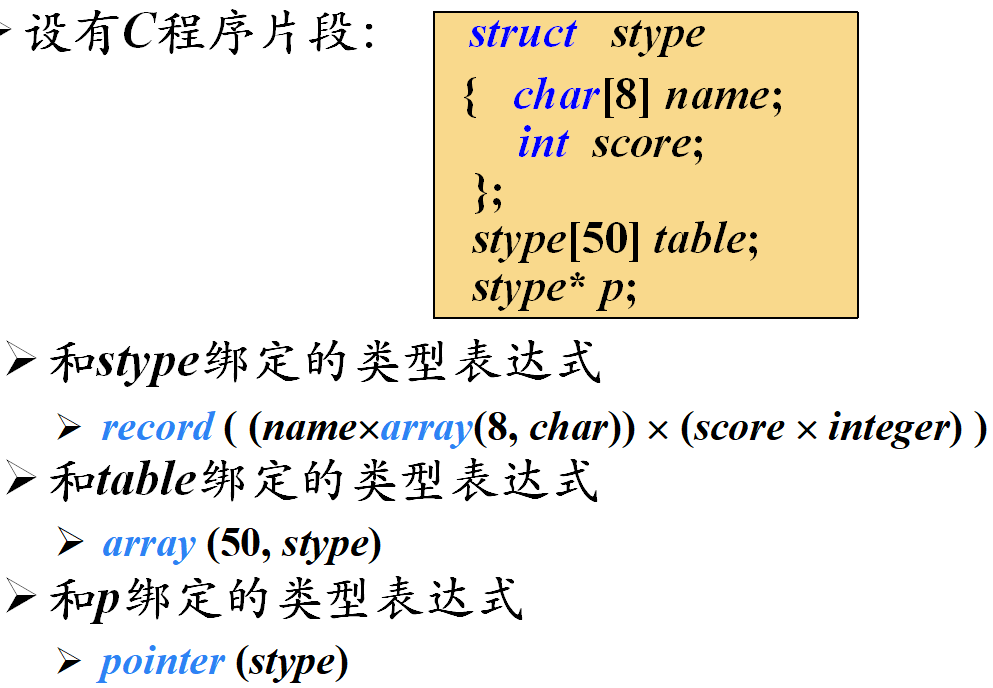 ➢ 设有C程序片段:
struct stype
{ char[8] name;
int score;
};
stype[50] table;
stype* p;
➢ 和stype绑定的类型表达式
➢ record ( (name×array(8, char)) × (score × integer) )
➢ 和table绑定的类型表达式
➢ array (50, stype)
➢ 和p绑定的类型表达式
➢ pointer (stype)